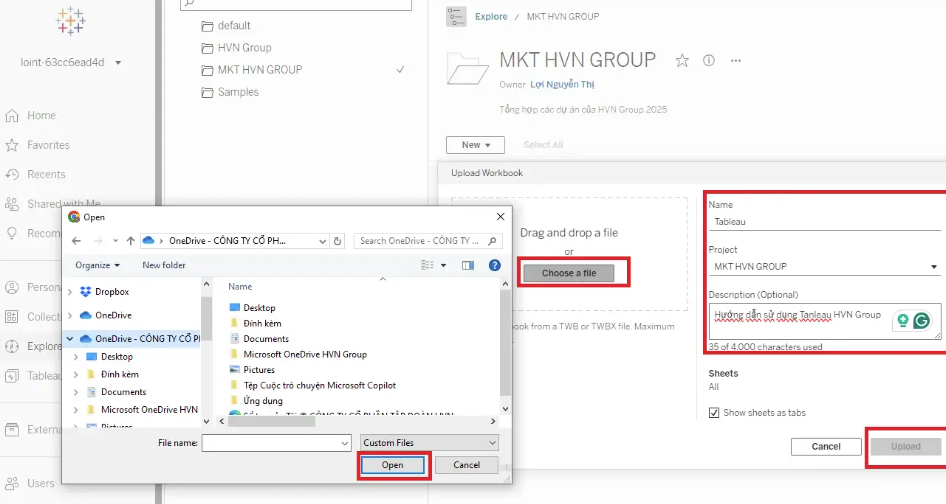 loint-63cc6ead4d
Home
Favorites
Recents
Shared with Me
Recom
Persona
Collect
Explore
Tableau
Externa
Users
default
HVN Group
MKT HVN GROUP
Samples
Explore / MKT HVN GROUP
MKT HVN GROUP
Owner Lợi Nguyễn Thị
Tổng hợp các dự án của HVN Group 2025
New
Select All
Upload Workbook
Drag and drop a file
or
Choose a file
book from a TWB or TWBX file. Maximum
Name
Tableau
Project
MKT HVN GROUP
Description (Optional)
Hướng dẫn sử dụng Tanleau HVN Group
35 of 4.000 characters used
Sheets
All
Show sheets as tabs
Cancel
Upload
Open
OneDrive - CÔNG TY CỔ PH...
Search OneDrive - CÔNG TY ...
Organize
New folder
Dropbox
OneDrive
OneDrive - CÔNG TY CỔ PH
Desktop
Đính kèm
Documents
Microsoft OneDrive HVN
Pictures
Name
Desktop
Đính kèm
Documents
Microsoft OneDrive HVN Group
Pictures
Tệp Cuộc trò chuyện Microsoft Copilot
Ứng dụng
CÔNG TY CỔ PHẦN TẬP ĐOÀN HVN
File name:
Custom Files
Open
Cancel